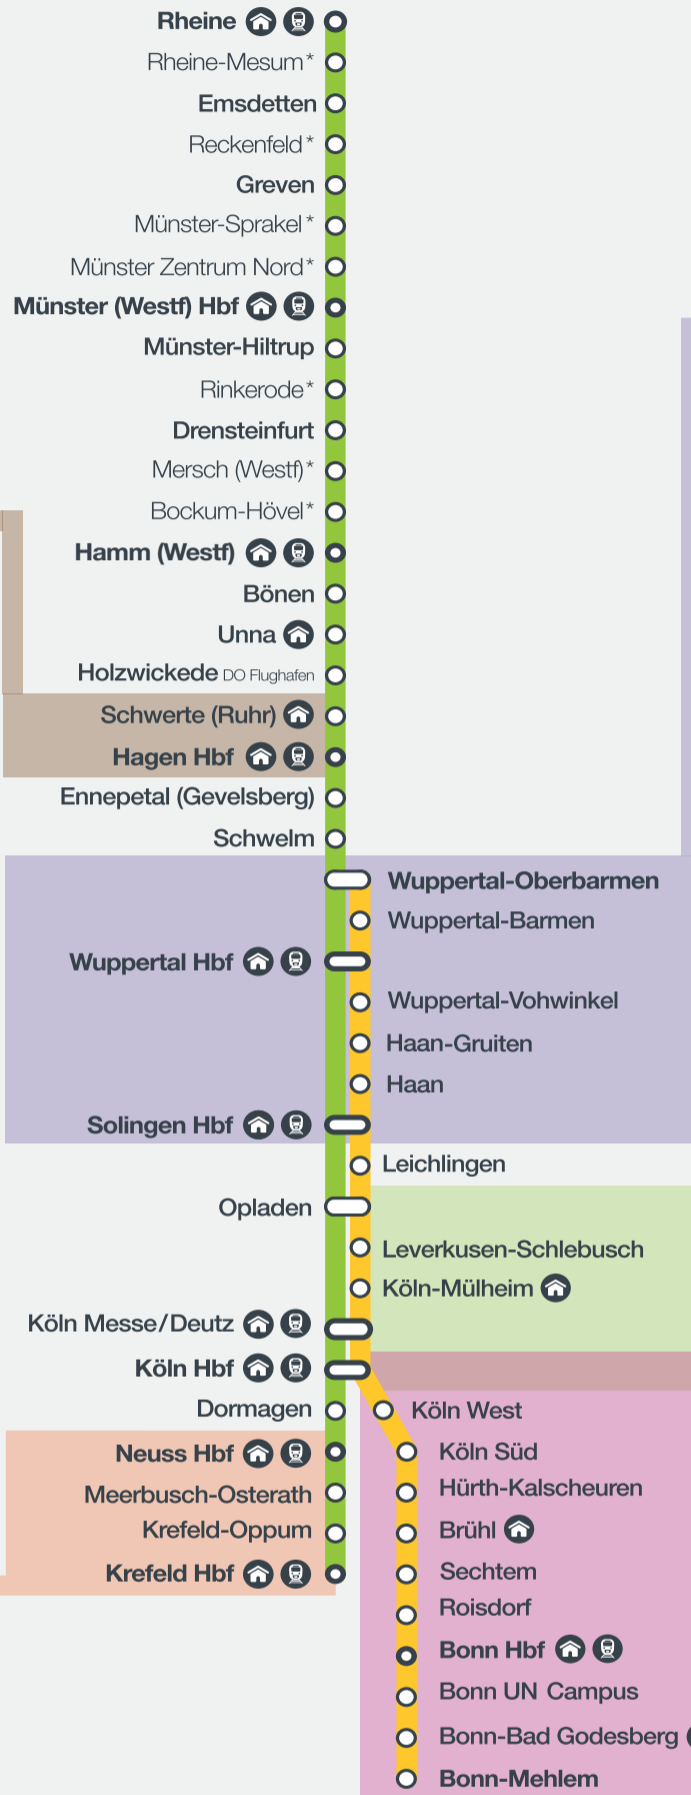 Rheine
Rheine-Mesum*
Emsdetten
Reckenfeld*
Greven
Münster-Sprakel*
Münster Zentrum Nord*
Münster (Westf) Hbf
Münster-Hiltrup
Rinkerode*
Drensteinfurt
Mersch (Westf)*
Bockum-Hövel*
Hamm (Westf)
Bönen
Unna
Holzwickede DO Flughafen
Schwerte (Ruhr)
Hagen Hbf
Ennepetal (Gevelsberg)
Schwelm
Wuppertal-Oberbarmen
Wuppertal-Barmen
Wuppertal Hbf
Wuppertal-Vohwinkel
Haan-Gruiten
Haan
Solingen Hbf
Leichlingen
Opladen
Leverkusen-Schlebusch
Köln-Mülheim
Köln Messe/Deutz
Köln Hbf
Dormagen
Köln West
Neuss Hbf
Köln Süd
Meerbusch-Osterath
Hürth-Kalscheuren
Krefeld-Oppum
Brühl
Krefeld Hbf
Sechtem
Roisdorf
Bonn Hbf
Bonn UN Campus
Bonn-Bad Godesberg
Bonn-Mehlem